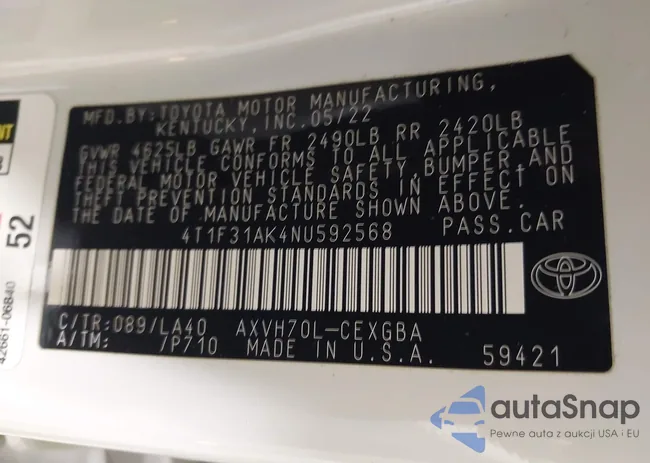 MFD.BY:TOYOTA MOTOR MANUFACTURING,
KENTUCKY, INC.05/22
GVWR 4625LB GAWR FR 2490LB RR 2420LB
THIS VEHICLE CONFORMS TO ALL APPLICABLE
FEDERAL MOTOR VEHICLE SAFETY,BUMPER,AND
THEFT PREVENTION STANDARDS IN EFFECT ON
THE DATE OF MANUFACTURE SHOWN ABOVE.
4T1F31AK4NU592568 PASS.CAR
C/TR:089/LA40 AXVH70L-CEXGBA
A/TM: /P710 MADE IN U.S.A. 59421
52
42661-06840
autoSnap
Pewne auta z aukcji USA i EU